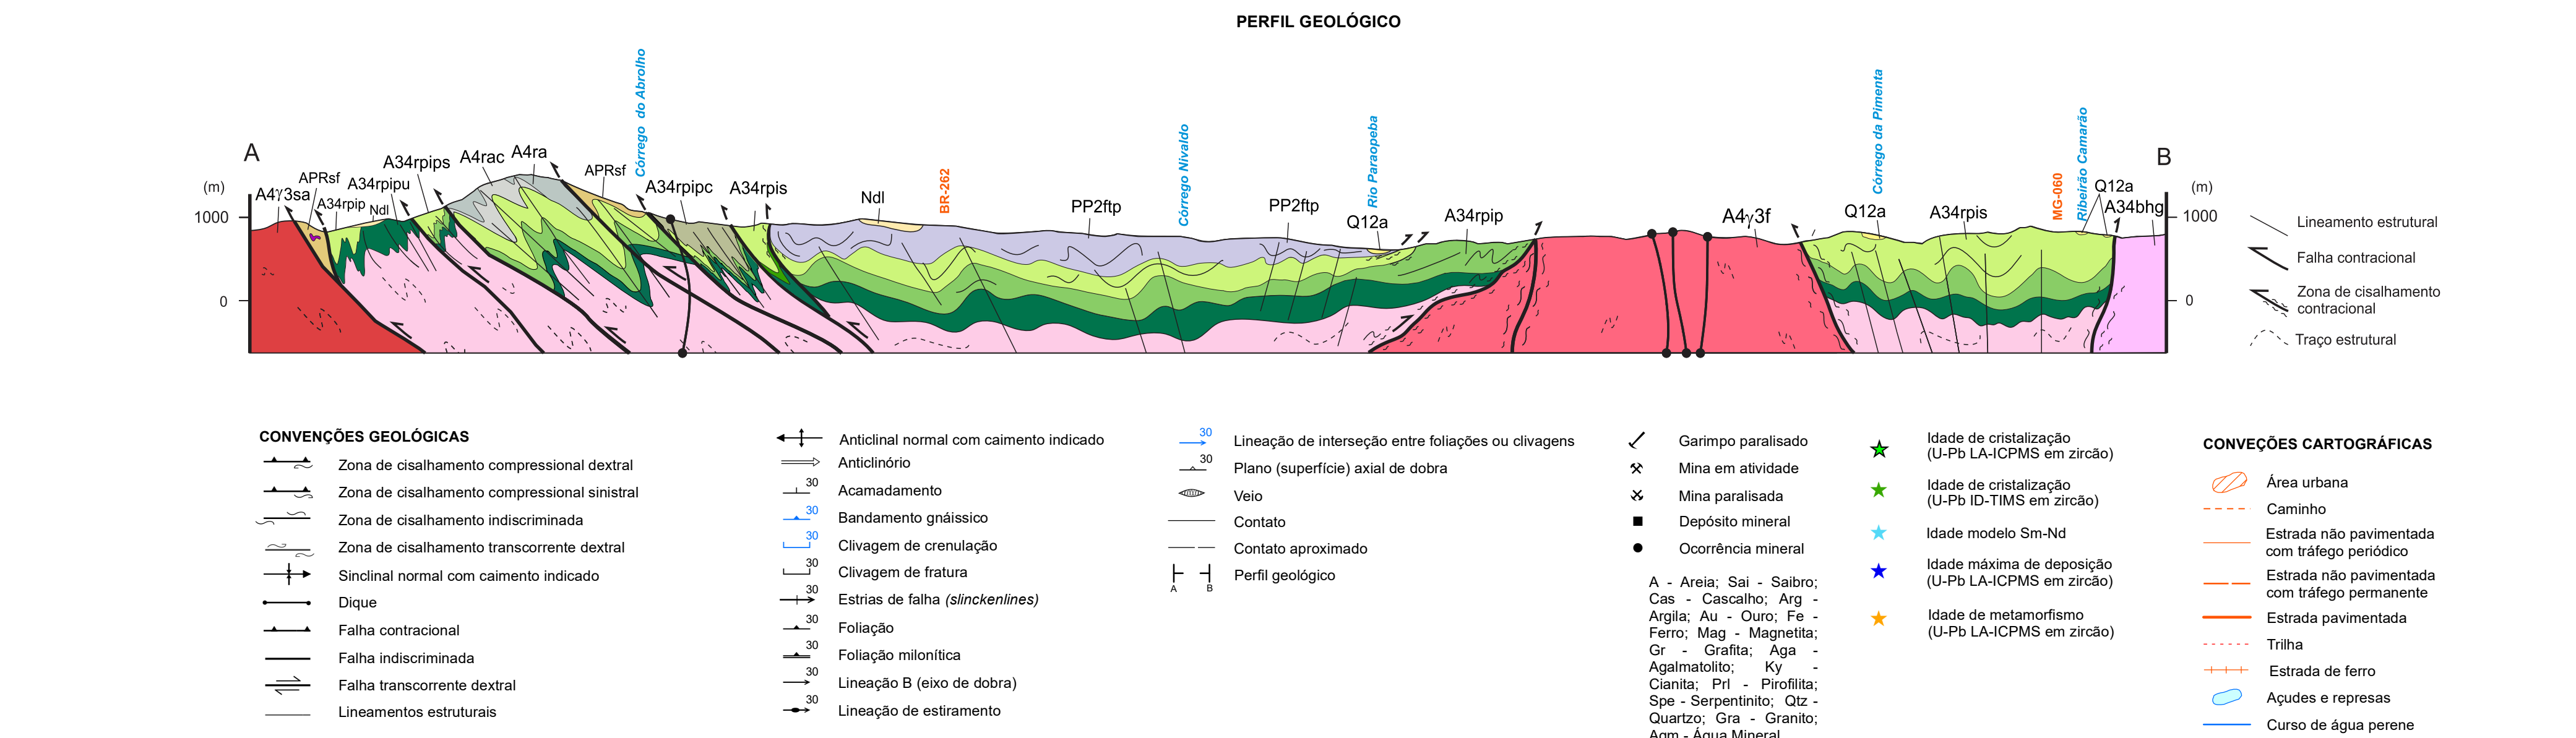 PERFIL GEOLÓGICO
Córrego do Abrolho
Córrego Nivaldo
Rio Paraopeba
Córrego da Pimenta
Ribeirão Camarão
BR-262
MG-060
A
B
(m)
1000
0
(m)
1000
0
A4γ3sa
APRsf
A34rpip
Ndl
A34rpipu
A34rpips
A4rac
A4ra
APRsf
A34rpipc
A34rpis
Ndl
PP2ftp
PP2ftp
Q12a
A34rpip
A4γ3f
Q12a
A34rpis
Q12a
A34bhg
Lineamento estrutural
Falha contracional
Zona de cisalhamento
contracional
Traço estrutural
CONVENÇÕES GEOLÓGICAS
Zona de cisalhamento compressional dextral
Zona de cisalhamento compressional sinistral
Zona de cisalhamento indiscriminada
Zona de cisalhamento transcorrente dextral
Sinclinal normal com caimento indicado
Dique
Falha contracional
Falha indiscriminada
Falha transcorrente dextral
Lineamentos estruturais
Anticlinal normal com caimento indicado
Anticlinório
30 Acamadamento
30 Bandamento gnáissico
30 Clivagem de crenulação
30 Clivagem de fratura
30 Estrias de falha (slinckenlines)
30 Foliação
30 Foliação milonítica
30 Lineação B (eixo de dobra)
30 Lineação de estiramento
30 Lineação de interseção entre foliações ou clivagens
30 Plano (superfície) axial de dobra
Veio
Contato
Contato aproximado
Perfil geológico
A B
Garimpo paralisado
Mina em atividade
Mina paralisada
Depósito mineral
Ocorrência mineral
A - Areia; Sai - Saibro;
Cas - Cascalho; Arg -
Argila; Au - Ouro; Fe -
Ferro; Mag - Magnetita;
Gr - Grafita; Aga -
Agalmatolito; Ky -
Cianita; Prl - Pirofilita;
Spe - Serpentinito; Qtz -
Quartzo; Gra - Granito;
Agm - Água Mineral
Idade de cristalização
(U-Pb LA-ICPMS em zircão)
Idade de cristalização
(U-Pb ID-TIMS em zircão)
Idade modelo Sm-Nd
Idade máxima de deposição
(U-Pb LA-ICPMS em zircão)
Idade de metamorfismo
(U-Pb LA-ICPMS em zircão)
CONVEÇÕES CARTOGRÁFICAS
Área urbana
Caminho
Estrada não pavimentada
com tráfego periódico
Estrada não pavimentada
com tráfego permanente
Estrada pavimentada
Trilha
Estrada de ferro
Açudes e represas
Curso de água perene